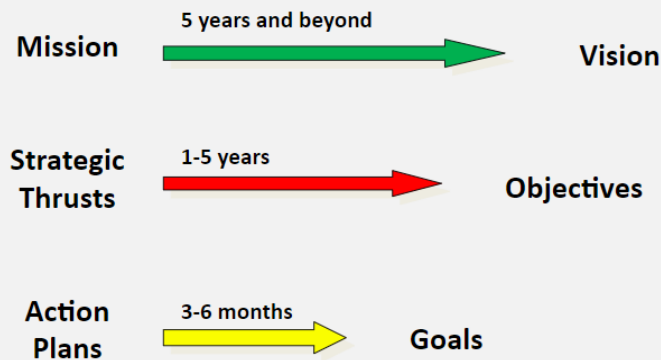 5 years and beyond
Mission
Vision
Strategic
Thrusts
1-5 years
Objectives
Action
Plans
3-6 months
Goals